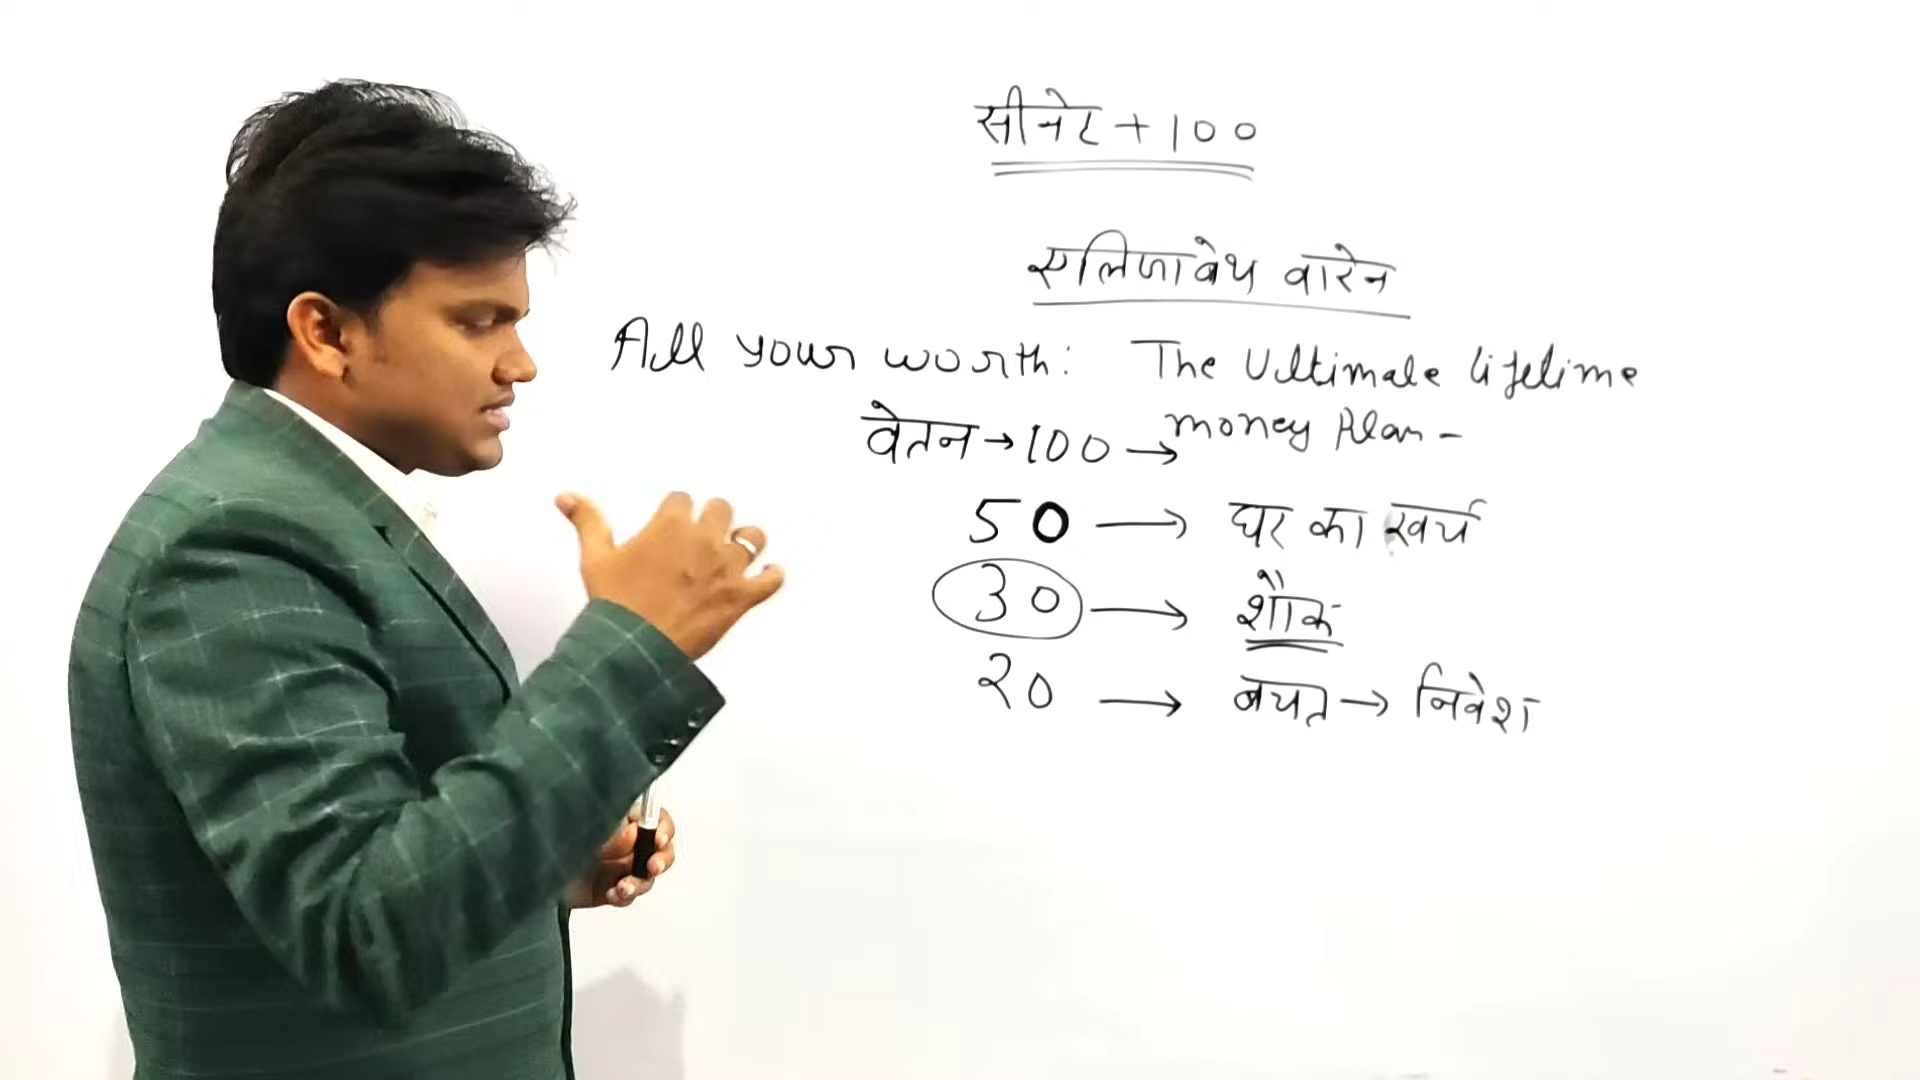 सीनेट + 100
एलिजाबेथ वारेन
All your worth: The Ultimate lifetime
money Plan -
वेतन → 100 →
50 → घर का खर्च
30 → शौक
20 → बचत → निवेश